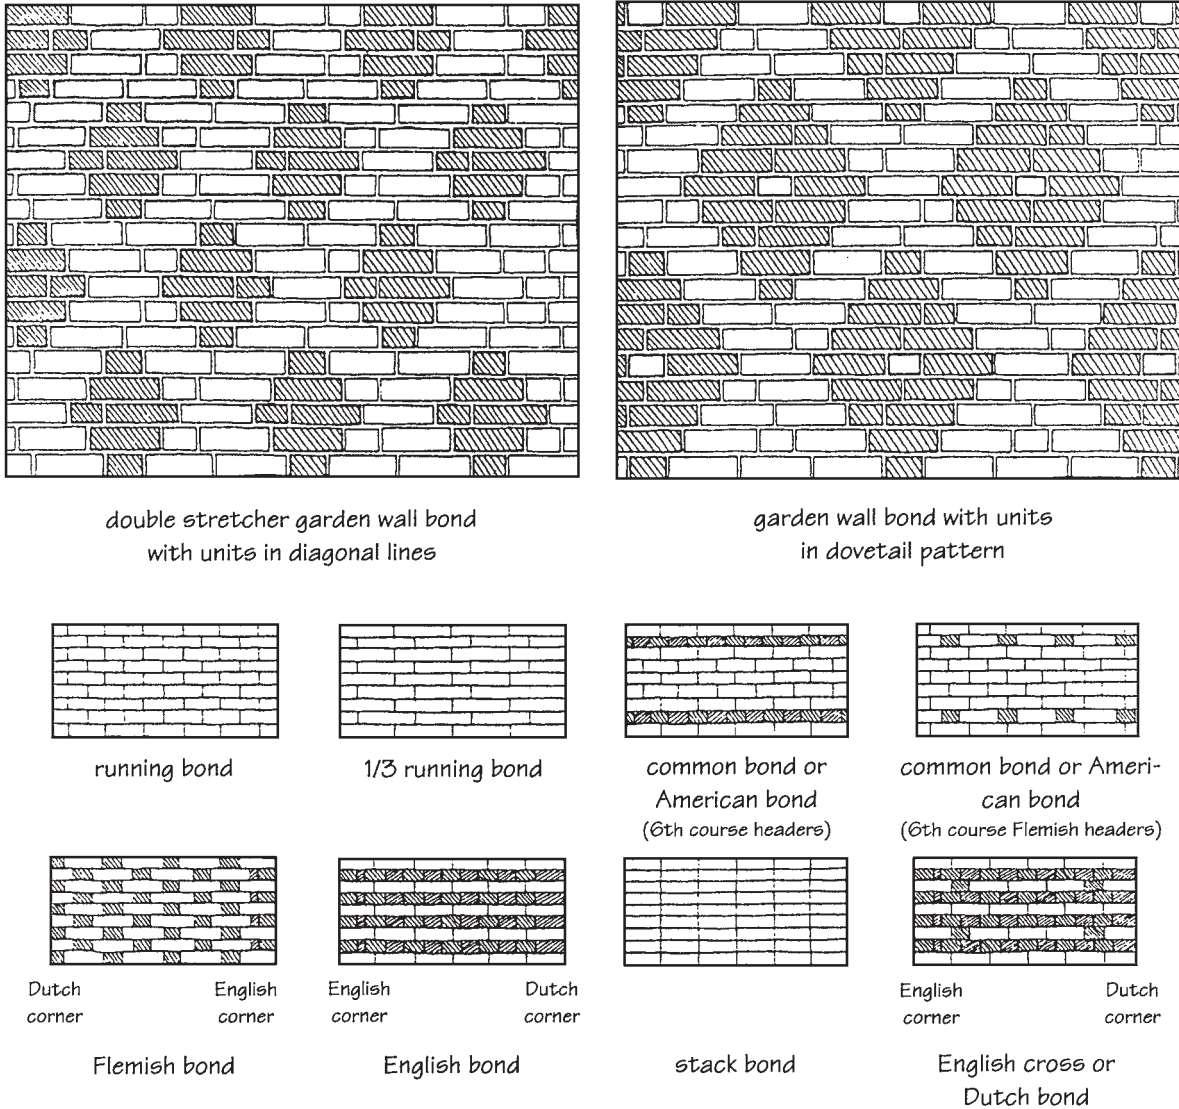 double stretcher garden wall bond
with units in diagonal lines
garden wall bond with units
in dovetail pattern
running bond
1/3 running bond
common bond or
American bond
(6th course headers)
common bond or Ameri-
can bond
(6th course Flemish headers)
Dutch
corner
English
corner
Flemish bond
English
corner
Dutch
corner
English bond
stack bond
English
corner
Dutch
corner
English cross or
Dutch bond